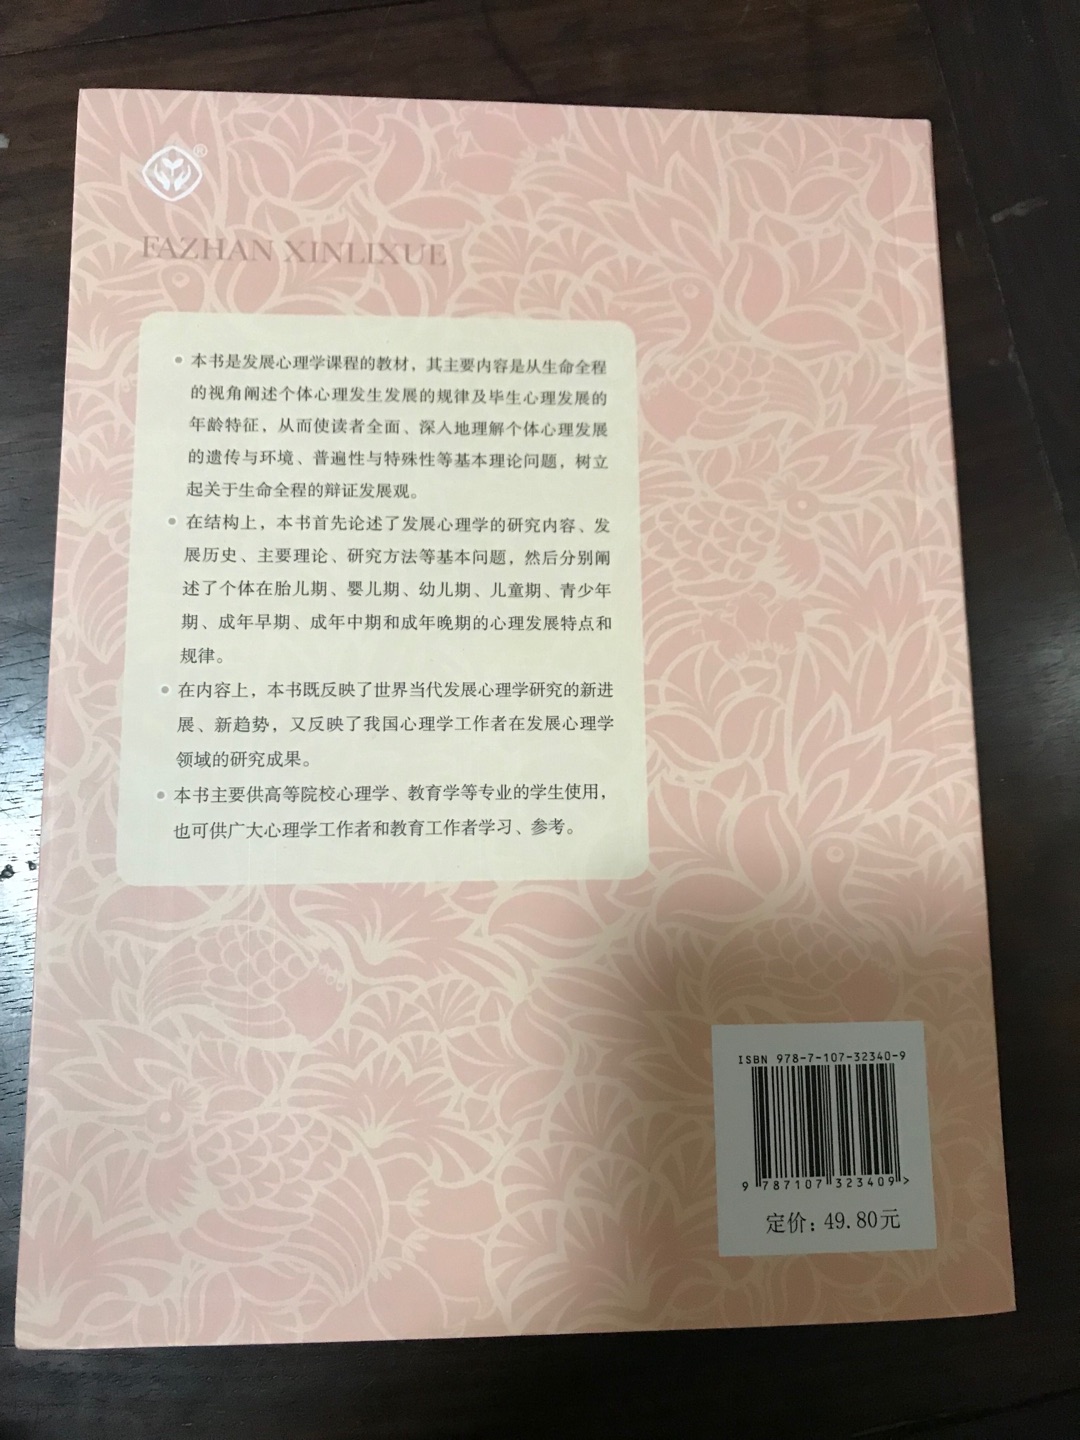 ®
FAZHAN XINLIXUE
本书是发展心理学课程的教材，其主要内容是从生命全程
的视角阐述个体心理发生发展的规律及毕生心理发展的
年龄特征，从而使读者全面、深入地理解个体心理发展
的遗传与环境、普遍性与特殊性等基本理论问题，树立
起关于生命全程的辩证发展观。
在结构上，本书首先论述了发展心理学的研究内容、发
展历史、主要理论、研究方法等基本问题，然后分别阐
述了个体在胎儿期、婴儿期、幼儿期、儿童期、青少年
期、成年早期、成年中期和成年晚期的心理发展特点和
规律。
在内容上，本书既反映了世界当代发展心理学研究的新进
展、新趋势，又反映了我国心理学工作者在发展心理学
领域的研究成果。
本书主要供高等院校心理学、教育学等专业的学生使用，
也可供广大心理学工作者和教育工作者学习、参考。
ISBN 978-7-107-32340-9
9 787107 323409 >
定价：49.80元